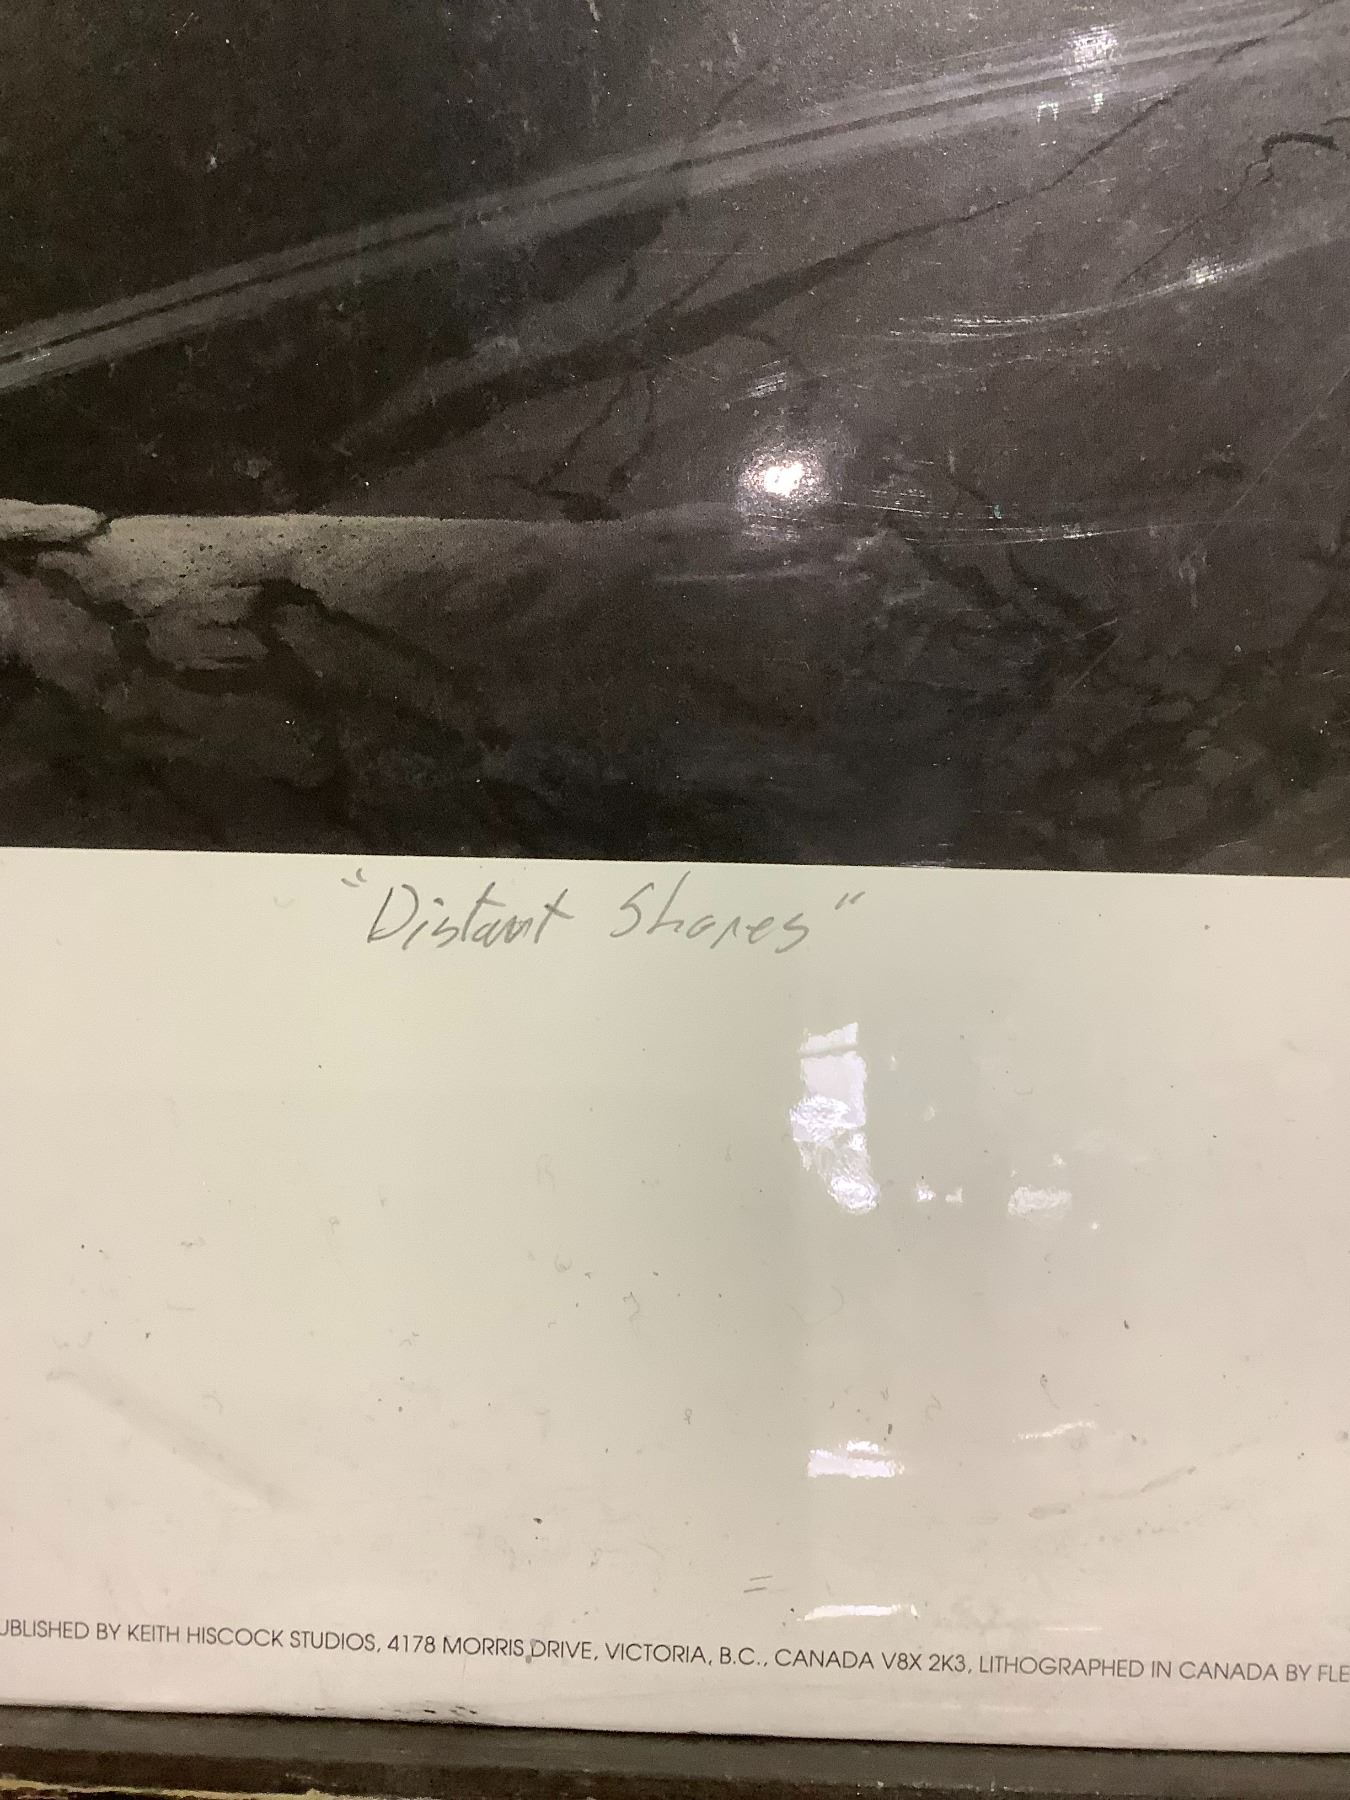 "Distant Shores"
UBLISHED BY KEITH HISCOCK STUDIOS, 4178 MORRIS DRIVE, VICTORIA, B.C., CANADA V8X 2K3, LITHOGRAPHED IN CANADA BY FLE